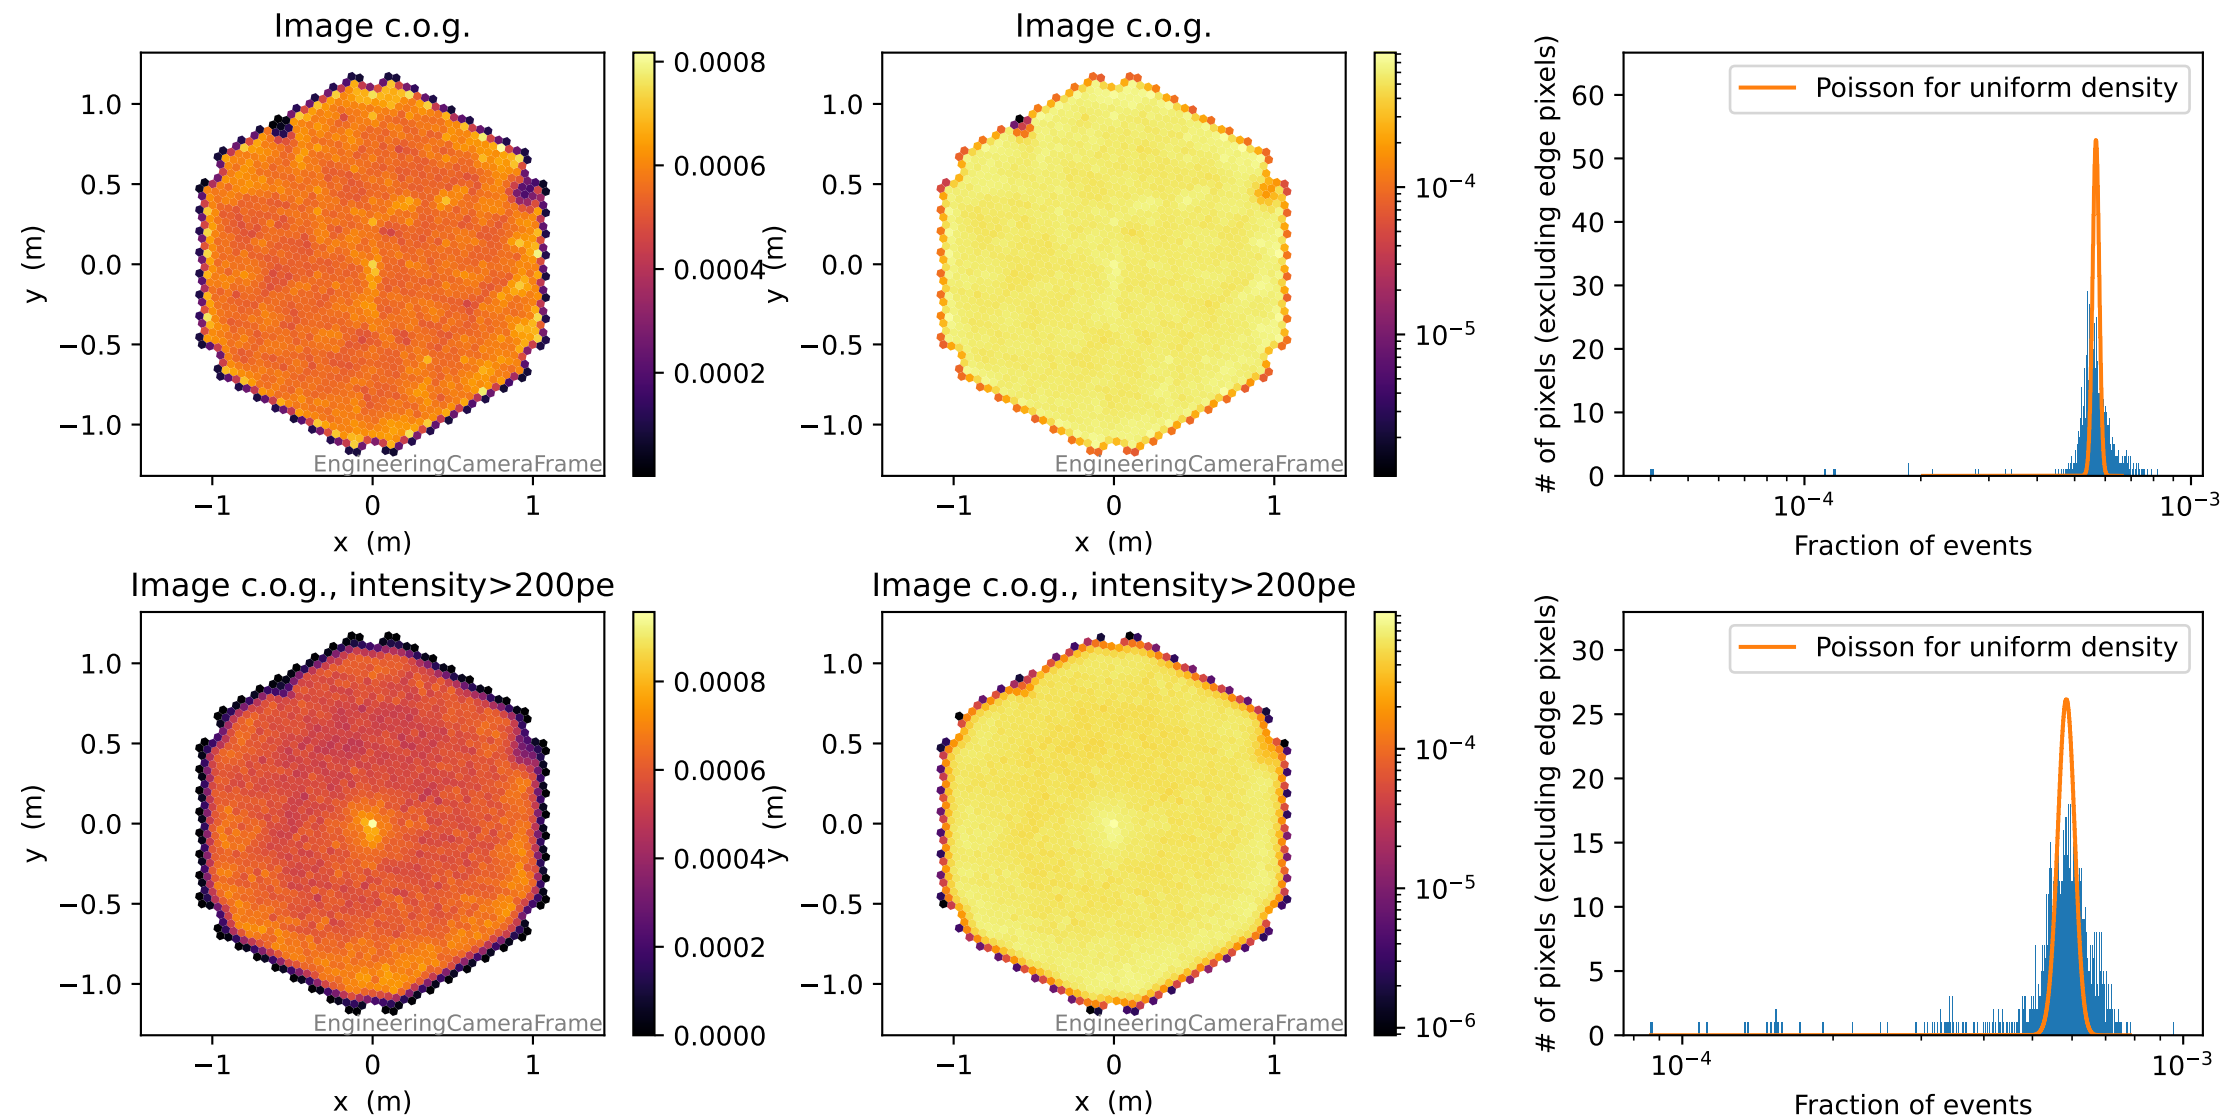 Image c.o.g.
1.0
0.5
0.0
−0.5
−1.0
y (m)
−1 0 1
x (m)
EngineeringCameraFrame
0.0008
0.0006
0.0004
0.0002
Image c.o.g.
1.0
0.5
0.0
−0.5
−1.0
y (m)
−1 0 1
x (m)
EngineeringCameraFrame
10⁻⁴
10⁻⁵
# of pixels (excluding edge pixels)
60
50
40
30
20
10
0
Poisson for uniform density
10⁻⁴ 10⁻³
Fraction of events
Image c.o.g., intensity>200pe
1.0
0.5
0.0
−0.5
−1.0
y (m)
−1 0 1
x (m)
EngineeringCameraFrame
0.0008
0.0006
0.0004
0.0002
0.0000
Image c.o.g., intensity>200pe
1.0
0.5
0.0
−0.5
−1.0
y (m)
−1 0 1
x (m)
EngineeringCameraFrame
10⁻⁴
10⁻⁵
10⁻⁶
# of pixels (excluding edge pixels)
30
25
20
15
10
5
0
Poisson for uniform density
10⁻⁴ 10⁻³
Fraction of events